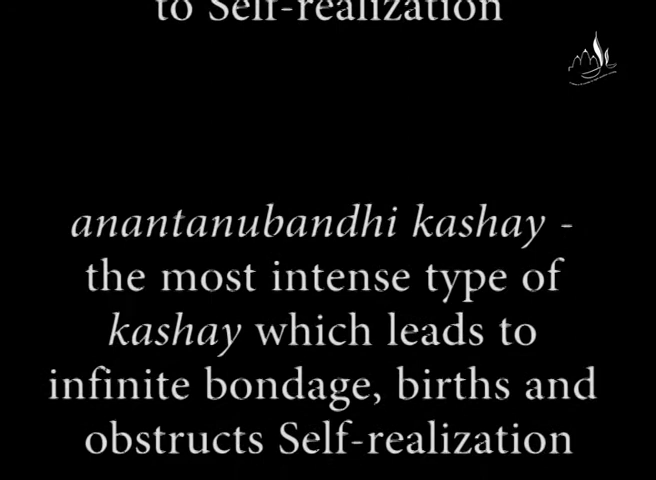 to Self-realization
anantanubandhi kashay -
the most intense type of
kashay which leads to
infinite bondage, births and
obstructs Self-realization